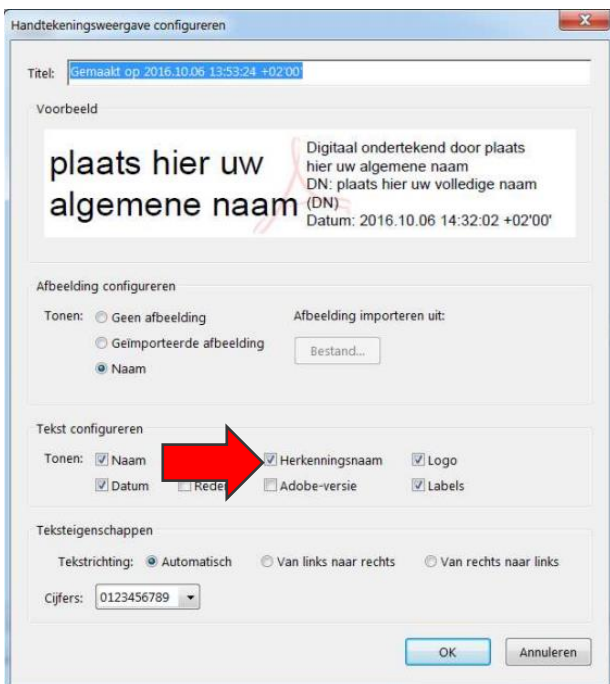 Handtekeningsweergave configureren
Titel: Gemaakt op 2016.10.06 13:53:24 +02'00'
Voorbeeld
plaats hier uw
algemene naam
Digitaal ondertekend door plaats
hier uw algemene naam
DN: plaats hier uw volledige naam
(DN)
Datum: 2016.10.06 14:32:02 +02'00'
Afbeelding configureren
Tonen: Geen afbeelding
Afbeelding importeren uit:
Geïmporteerde afbeelding
Bestand...
Naam
Tekst configureren
Tonen: Naam Herkenningsnaam Logo
Datum Adobe-versie Labels
Teksteigenschappen
Tekstrichting: Automatisch Van links naar rechts Van rechts naar links
Cijfers: 0123456789
OK Annuleren